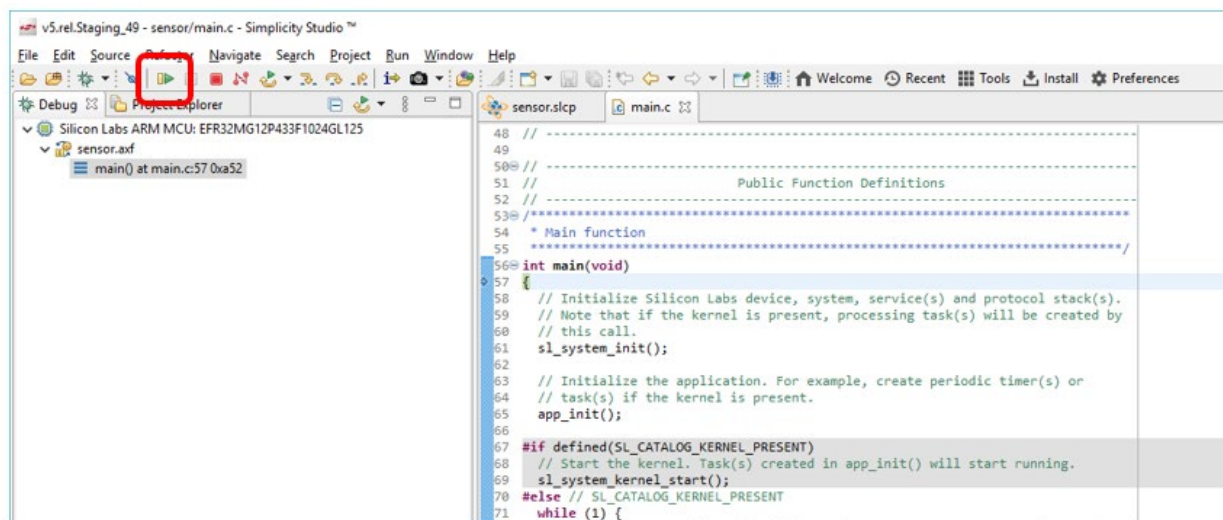 v5.rel.Staging_49 - sensor/main.c - Simplicity Studio ™
File Edit Source Refactor Navigate Search Project Run Window Help
Welcome Recent Tools Install Preferences
Debug Project Explorer
sensor.slcp main.c
Silicon Labs ARM MCU: EFR32MG12P433F1024GL125
sensor.axf
main() at main.c:57 0xa52
48 // -----------------------------------------------------------------------------
49
50 // -----------------------------------------------------------------------------
51 // Public Function Definitions
52 // -----------------------------------------------------------------------------
53 /******************************************************************************
54 * Main function
55 *****************************************************************************/
56 int main(void)
57 {
58 // Initialize Silicon Labs device, system, service(s) and protocol stack(s).
59 // Note that if the kernel is present, processing task(s) will be created by
60 // this call.
61 sl_system_init();
62
63 // Initialize the application. For example, create periodic timer(s) or
64 // task(s) if the kernel is present.
65 app_init();
66
67 #if defined(SL_CATALOG_KERNEL_PRESENT)
68 // Start the kernel. Task(s) created in app_init() will start running.
69 sl_system_kernel_start();
70 #else // SL_CATALOG_KERNEL_PRESENT
71 while (1) {